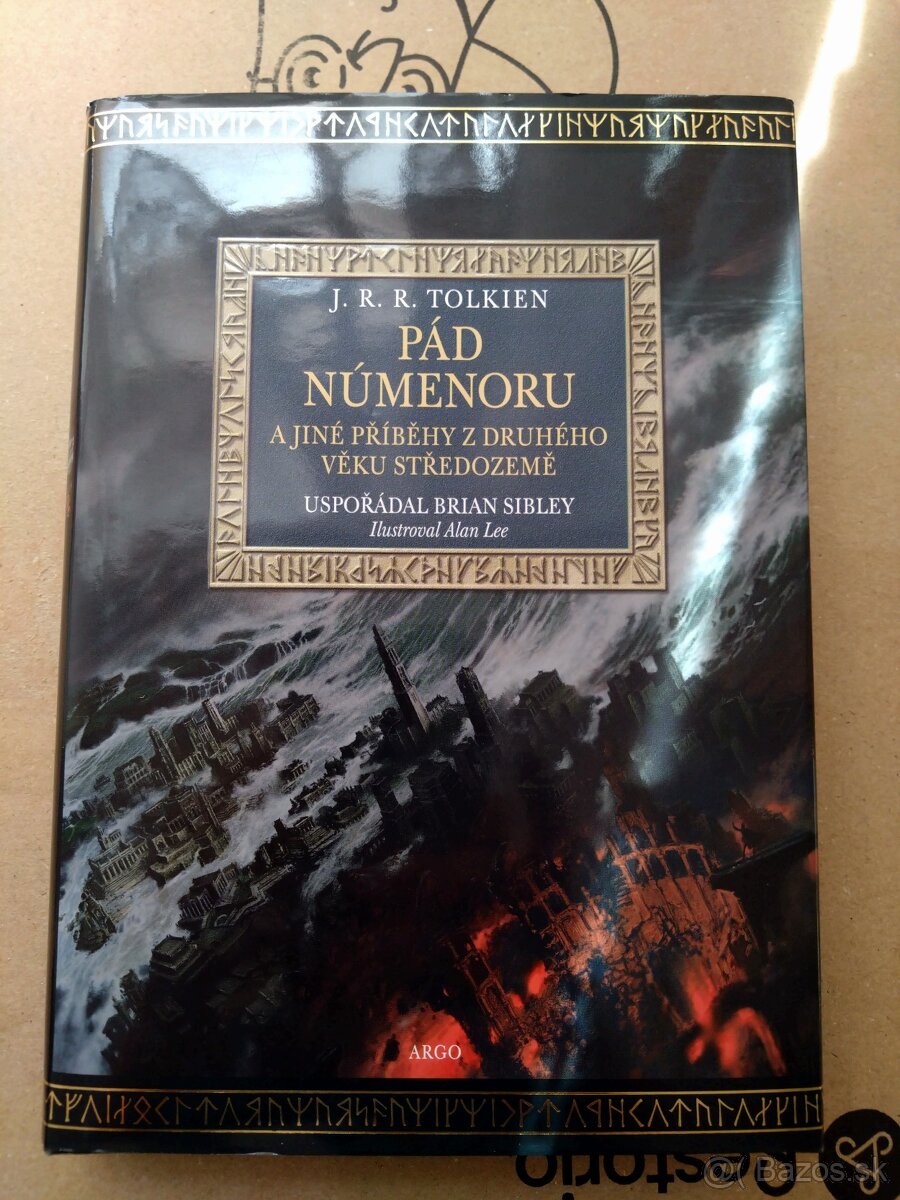 J. R. R. TOLKIEN
PÁD
NÚMENORU
A JINÉ PŘÍBĚHY Z DRUHÉHO
VĚKU STŘEDOZEMĚ
USPOŘÁDAL BRIAN SIBLEY
Ilustroval Alan Lee
ARGO
Bazos.sk